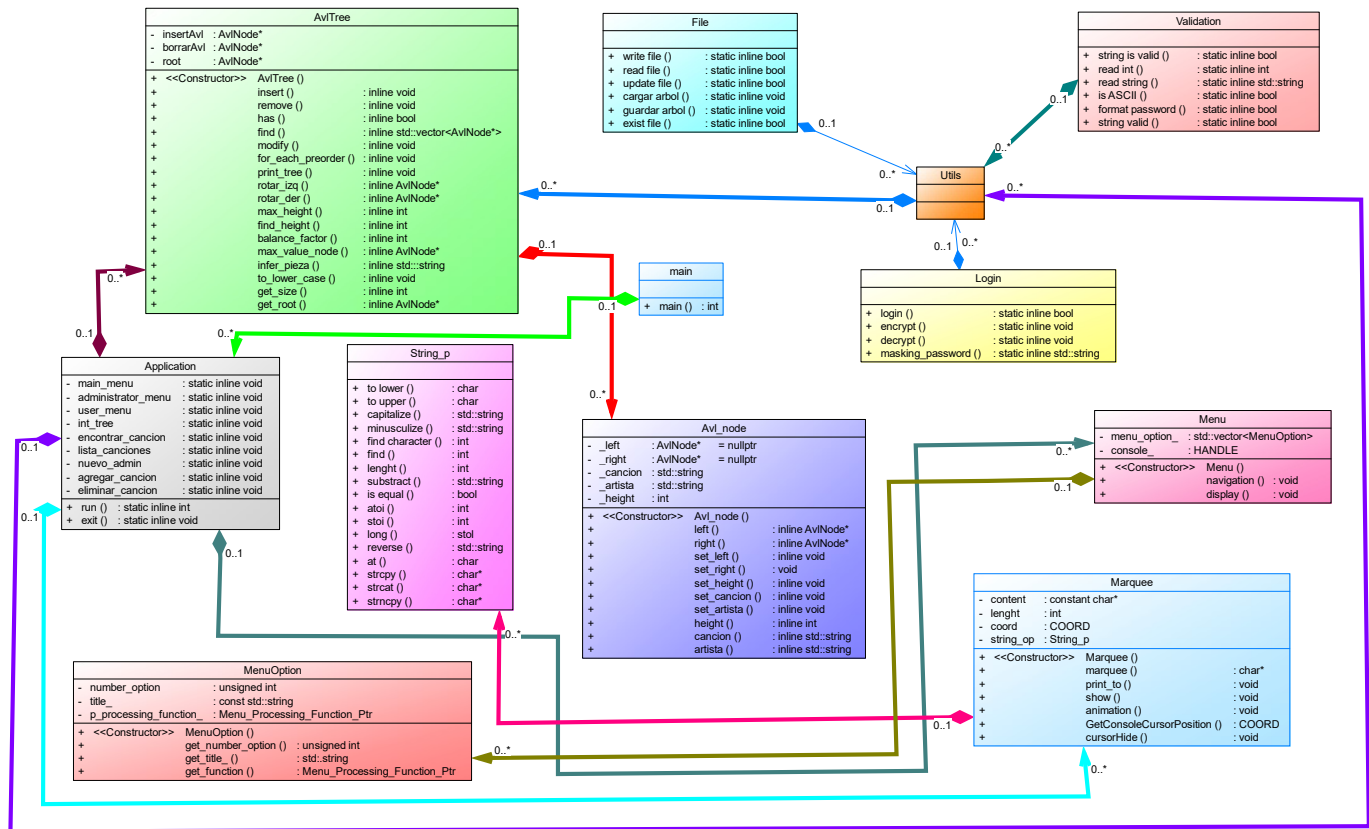 AvlTree
- insertAvl : AvlNode*
- borrarAvl : AvlNode*
- root : AvlNode*
+ <<Constructor>> AvlTree ()
+ insert () : inline void
+ remove () : inline void
+ has () : inline bool
+ find () : inline std::vector<AvlNode*>
+ modify () : inline void
+ for_each_preorder () : inline void
+ print_tree () : inline void
+ rotar_izq () : inline AvlNode*
+ rotar_der () : inline AvlNode*
+ max_height () : inline int
+ find_height () : inline int
+ balance_factor () : inline int
+ max_value_node () : inline AvlNode*
+ infer_pieza () : inline std:::string
+ to_lower_case () : inline void
+ get_size () : inline int
+ get_root () : inline AvlNode*
File
+ write file () : static inline bool
+ read file () : static inline bool
+ update file () : static inline bool
+ cargar arbol () : static inline void
+ guardar arbol () : static inline void
+ exist file () : static inline bool
Validation
+ string is valid () : static inline bool
+ read int () : static inline int
+ read string () : static inline std::string
+ is ASCII () : static inline bool
+ format password () : static inline bool
+ string valid () : static inline bool
0..1
0..1
0..*
0..*
Utils
0..*
0..*
0..1
0..1
0..*
0..1
main
+ main () : int
0..1
Login
+ login () : static inline bool
+ encrypt () : static inline void
+ decrypt () : static inline void
+ masking_password () : static inline std::string
0..*
0..1
0..*
Application
- main_menu : static inline void
- administrator_menu : static inline void
- user_menu : static inline void
- int_tree : static inline void
- encontrar_cancion : static inline void
- lista_canciones : static inline void
- nuevo_admin : static inline void
- agregar_cancion : static inline void
- eliminar_cancion : static inline void
+ run () : static inline int
+ exit () : static inline void
0..1
0..1
0..1
String_p
+ to lower () : char
+ to upper () : char
+ capitalize () : std::string
+ minusculize () : std::string
+ find character () : int
+ find () : int
+ lenght () : int
+ substract () : std::string
+ is equal () : bool
+ atoi () : int
+ stoi () : int
+ long () : stol
+ reverse () : std::string
+ at () : char
+ strcpy () : char*
+ strcat () : char*
+ strncpy () : char*
0..*
0..*
Avl_node
- _left : AvlNode* = nullptr
- _right : AvlNode* = nullptr
- _cancion : std::string
- _artista : std::string
- _height : int
+ <<Constructor>> Avl_node ()
+ left () : inline AvlNode*
+ right () : inline AvlNode*
+ set_left () : inline void
+ set_right () : void
+ set_height () : inline void
+ set_cancion () : inline void
+ set_artista () : inline void
+ height () : inline int
+ cancion () : inline std::string
+ artista () : inline std::string
Menu
- menu_option_ : std::vector<MenuOption>
- console_ : HANDLE
+ <<Constructor>> Menu ()
+ navigation () : void
+ display () : void
0..*
0..1
Marquee
- content : constant char*
- lenght : int
- coord : COORD
- string_op : String_p
+ <<Constructor>> Marquee ()
+ marquee () : char*
+ print_to () : void
+ show () : void
+ animation () : void
+ GetConsoleCursorPosition () : COORD
+ cursorHide () : void
0..1
0..*
MenuOption
- number_option : unsigned int
- title_ : const std::string
- p_processing_function_ : Menu_Processing_Function_Ptr
+ <<Constructor>> MenuOption ()
+ get_number_option () : unsigned int
+ get_title_ () : std:.string
+ get_function () : Menu_Processing_Function_Ptr
0..*